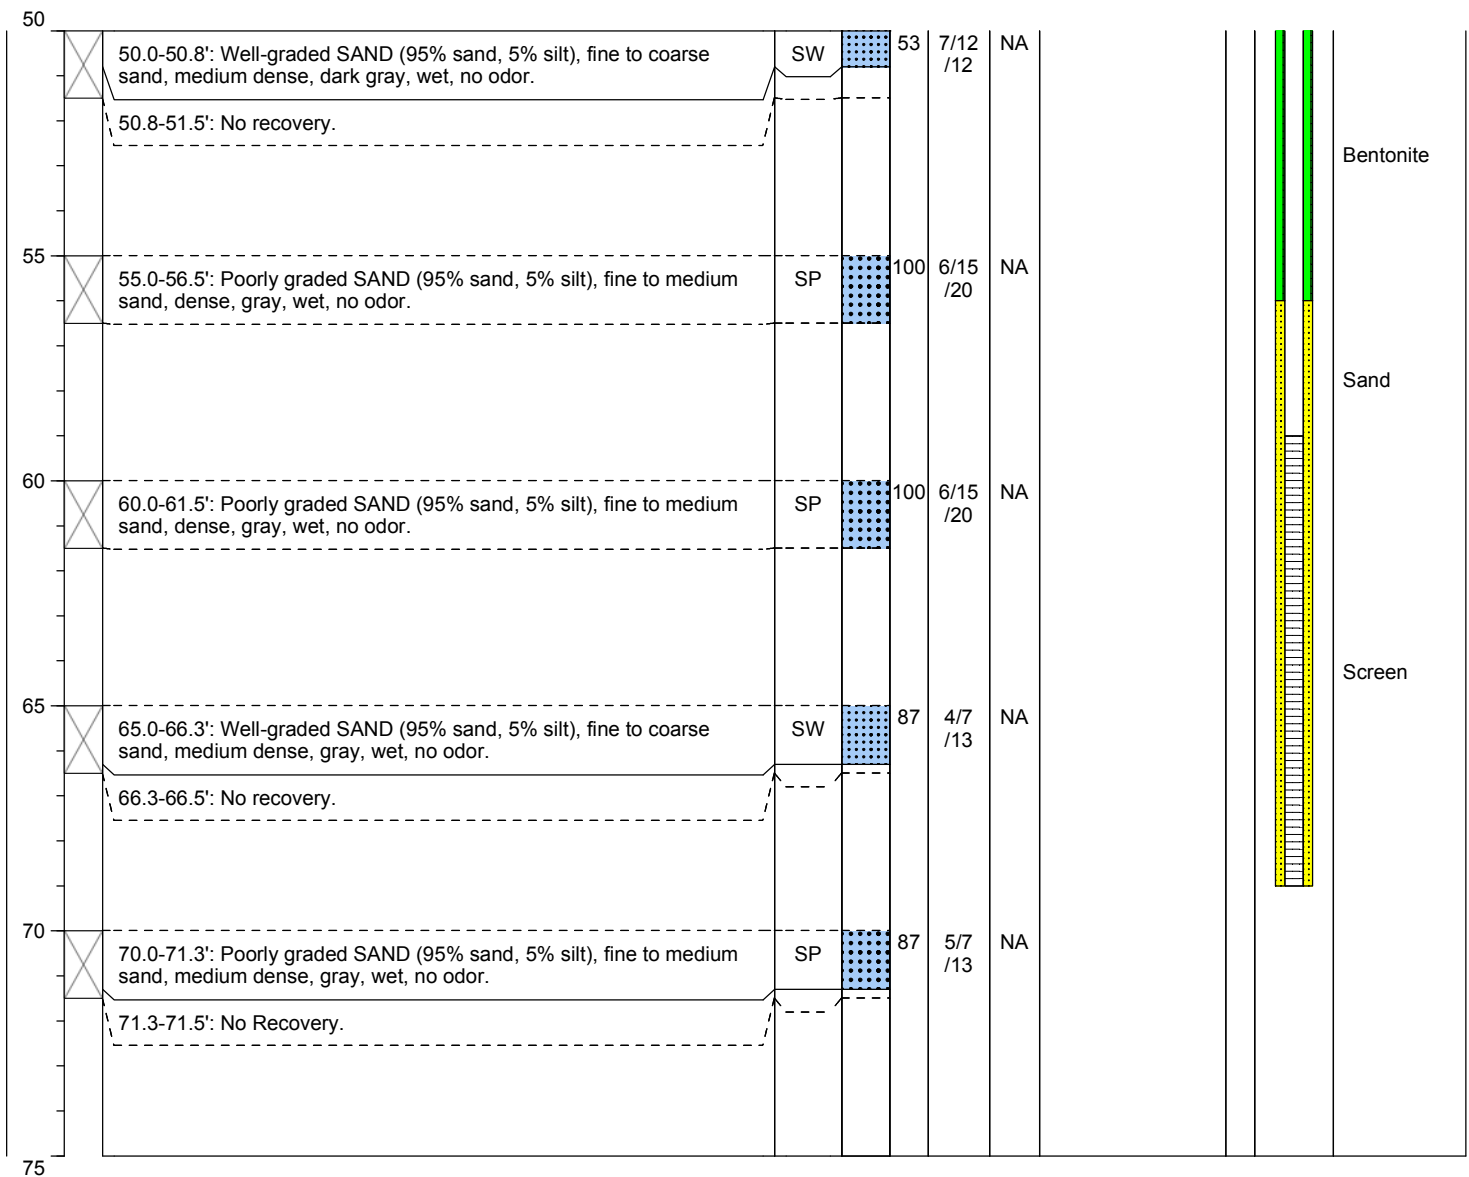 50
50.0-50.8': Well-graded SAND (95% sand, 5% silt), fine to coarse
sand, medium dense, dark gray, wet, no odor.
SW
53
7/12
/12
NA
50.8-51.5': No recovery.
Bentonite
55
55.0-56.5': Poorly graded SAND (95% sand, 5% silt), fine to medium
sand, dense, gray, wet, no odor.
SP
100
6/15
/20
NA
Sand
60
60.0-61.5': Poorly graded SAND (95% sand, 5% silt), fine to medium
sand, dense, gray, wet, no odor.
SP
100
6/15
/20
NA
Screen
65
65.0-66.3': Well-graded SAND (95% sand, 5% silt), fine to coarse
sand, medium dense, gray, wet, no odor.
SW
87
4/7
/13
NA
66.3-66.5': No recovery.
70
70.0-71.3': Poorly graded SAND (95% sand, 5% silt), fine to medium
sand, medium dense, gray, wet, no odor.
SP
87
5/7
/13
NA
71.3-71.5': No Recovery.
75